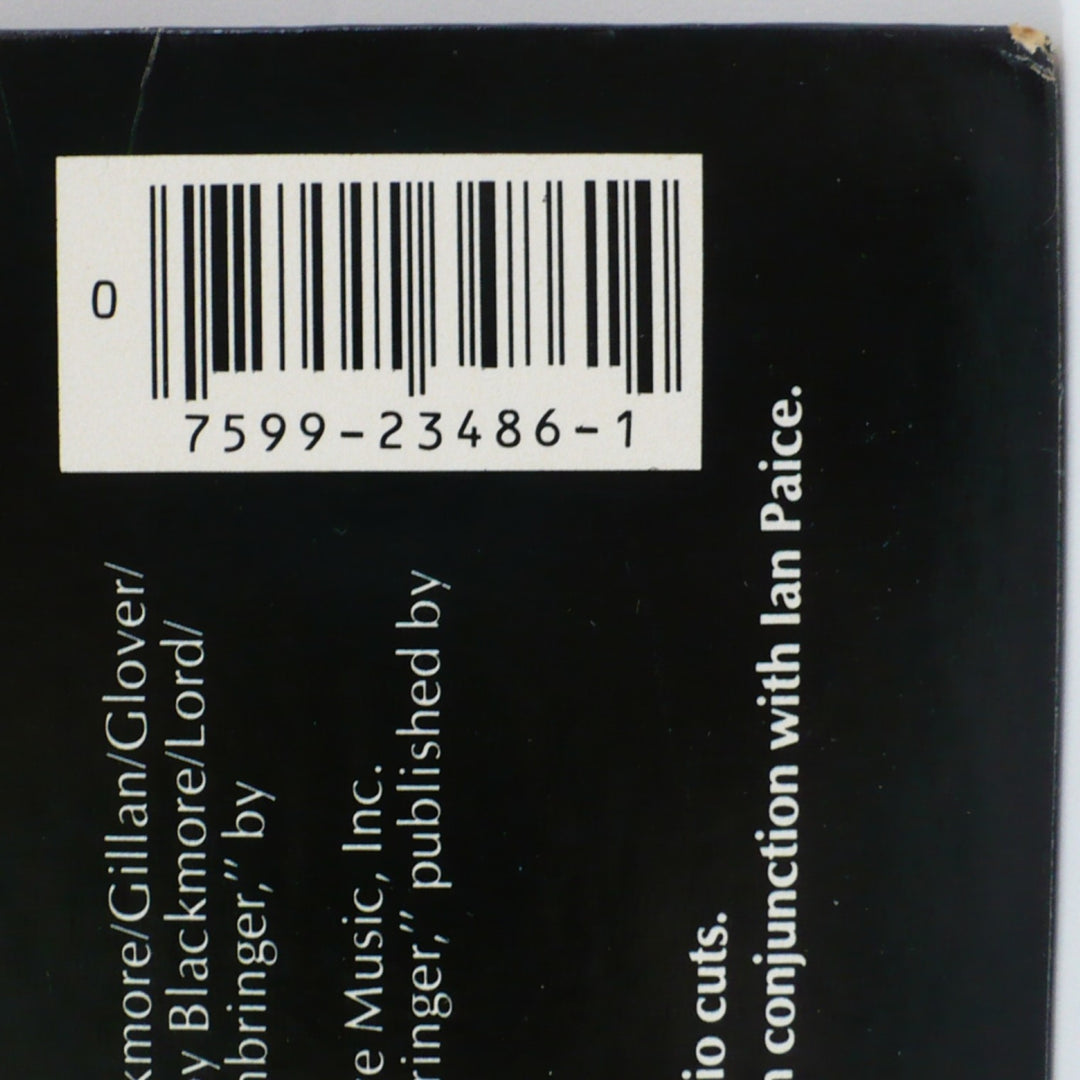 0
7599-23486-1
kmore/Gillan/Glover/
y Blackmore/Lord/
nbringer," by
e Music, Inc.
ringer," published by
io cuts.
n conjunction with Ian Paice.